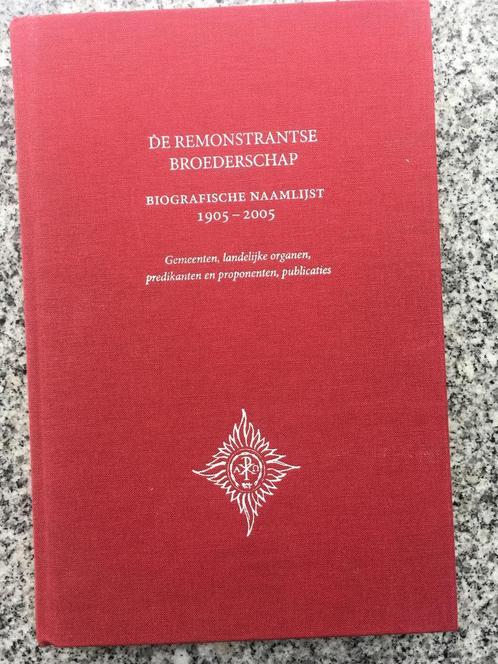 DE REMONSTRANTSE
BROEDERSCHAP
BIOGRAFISCHE NAAMLIJST
1905 – 2005
Gemeenten, landelijke organen,
predikanten en proponenten, publicaties